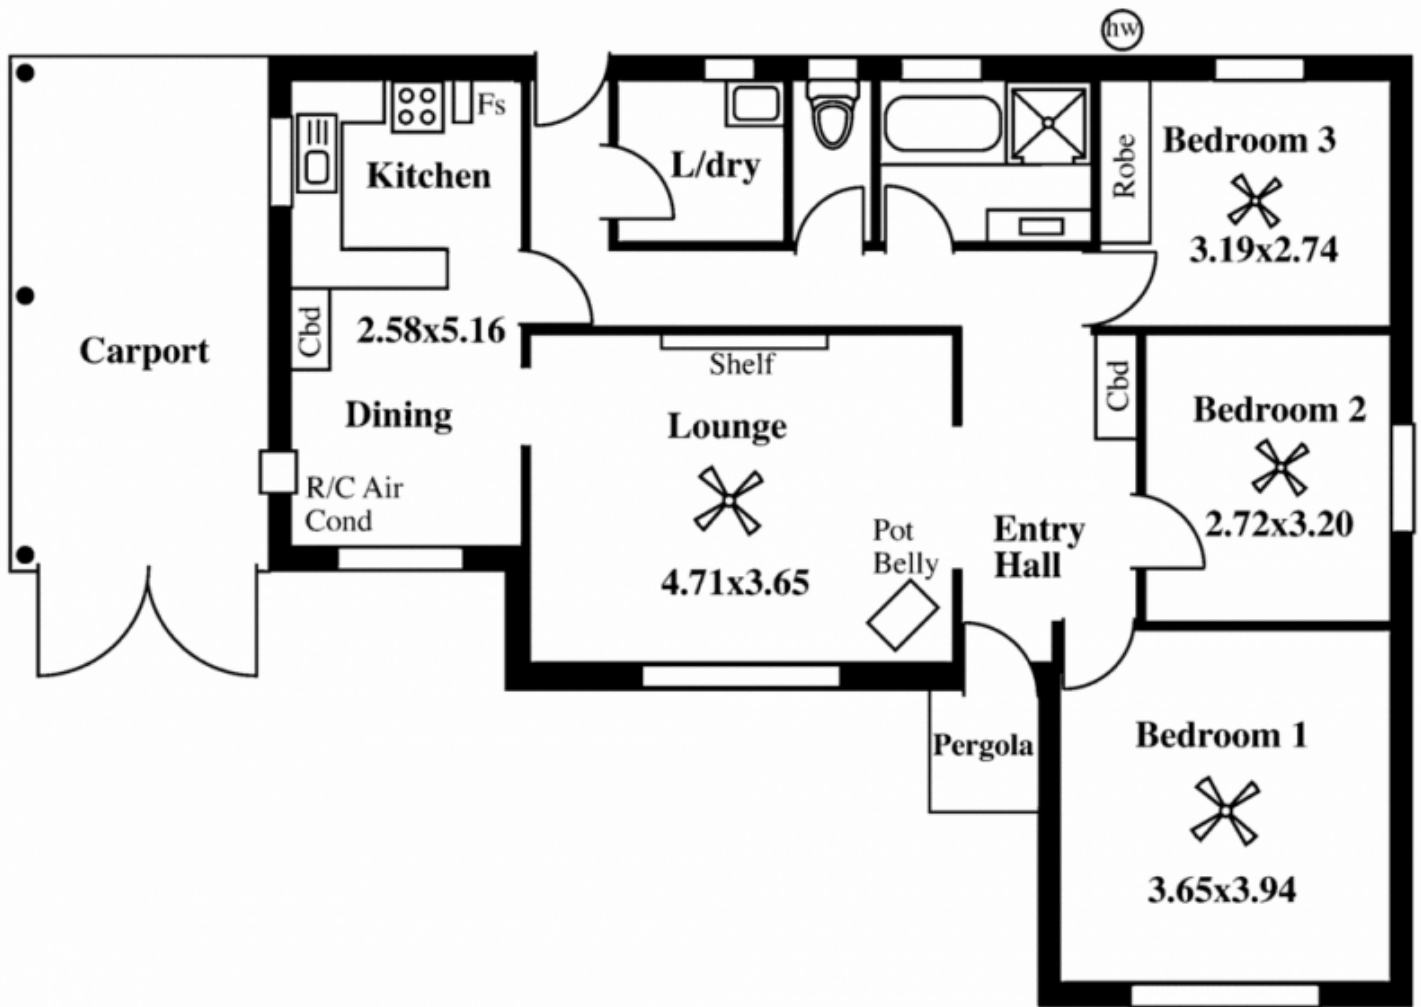 hw
Fs
Kitchen
L/dry
Robe
Bedroom 3
3.19x2.74
Carport
Cbd
2.58x5.16
Dining
R/C Air
Cond
Shelf
Lounge
4.71x3.65
Pot
Belly
Entry
Hall
Cbd
Bedroom 2
2.72x3.20
Pergola
Bedroom 1
3.65x3.94